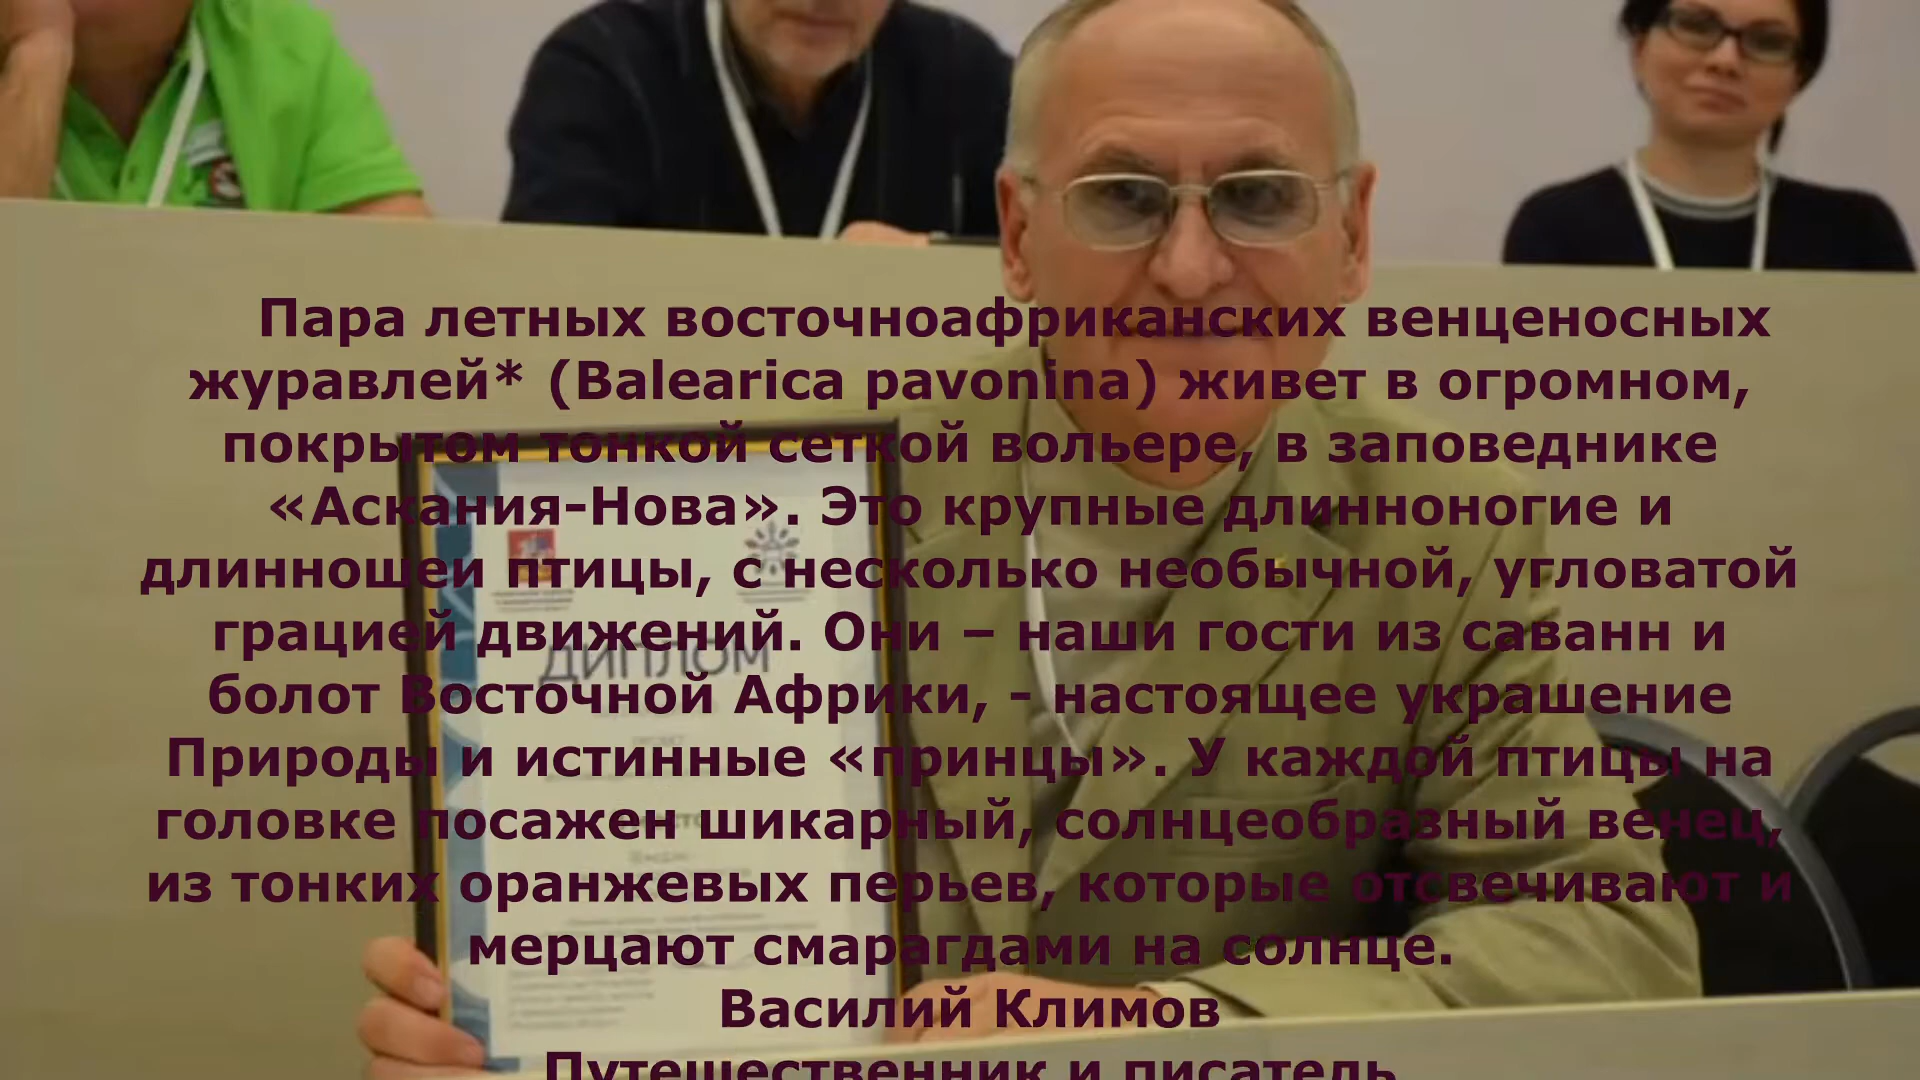 Пара летных восточноафриканских венценосных
журавлей* (Balearica pavonina) живет в огромном,
покрытом тонкой сеткой вольере, в заповеднике
«Аскания-Нова». Это крупные длинноногие и
длинношеи птицы, с несколько необычной, угловатой
грацией движений. Они – наши гости из саванн и
болот Восточной Африки, - настоящее украшение
Природы и истинные «принцы». У каждой птицы на
головке посажен шикарный, солнцеобразный венец,
из тонких оранжевых перьев, которые отсвечивают и
мерцают смарагдами на солнце.
Василий Климов
Путешественник и писатель
ДИПЛОМ